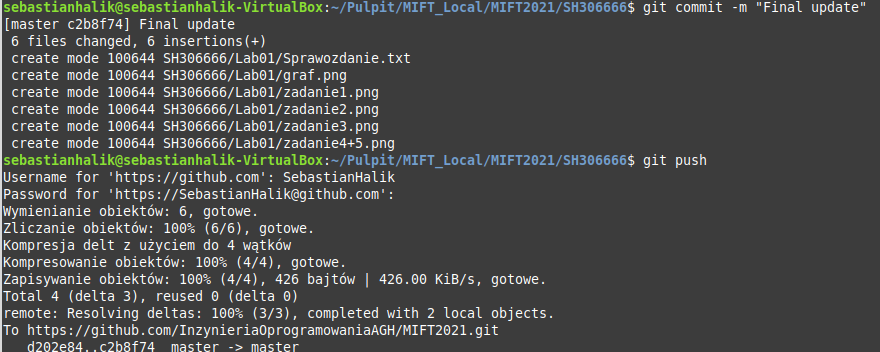 sebastianhalik@sebastianhalik-VirtualBox:~/Pulpit/MIFT_Local/MIFT2021/SH306666$ git commit -m "Final update"
[master c2b8f74] Final update
 6 files changed, 6 insertions(+)
 create mode 100644 SH306666/Lab01/Sprawozdanie.txt
 create mode 100644 SH306666/Lab01/graf.png
 create mode 100644 SH306666/Lab01/zadanie1.png
 create mode 100644 SH306666/Lab01/zadanie2.png
 create mode 100644 SH306666/Lab01/zadanie3.png
 create mode 100644 SH306666/Lab01/zadanie4+5.png
sebastianhalik@sebastianhalik-VirtualBox:~/Pulpit/MIFT_Local/MIFT2021/SH306666$ git push
Username for 'https://github.com': SebastianHalik
Password for 'https://SebastianHalik@github.com':
Wymienianie obiektów: 6, gotowe.
Zliczanie obiektów: 100% (6/6), gotowe.
Kompresja delt z użyciem do 4 wątków
Kompresowanie obiektów: 100% (4/4), gotowe.
Zapisywanie obiektów: 100% (4/4), 426 bajtów | 426.00 KiB/s, gotowe.
Total 4 (delta 3), reused 0 (delta 0)
remote: Resolving deltas: 100% (3/3), completed with 2 local objects.
To https://github.com/InzynieriaOprogramowaniaAGH/MIFT2021.git
   d202e84..c2b8f74  master -> master